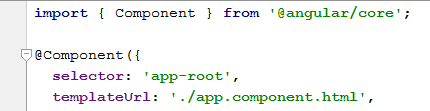 import { Component } from '@angular/core';
@Component({
selector: 'app-root',
templateUrl: './app.component.html',